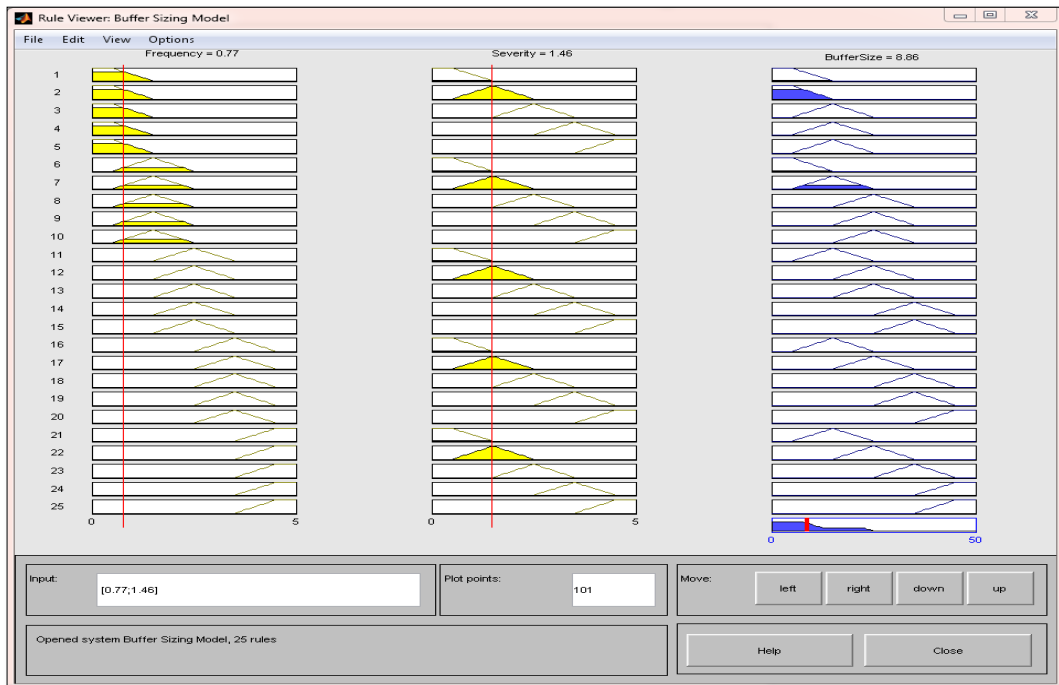 Rule Viewer: Buffer Sizing Model
File Edit View Options
Frequency = 0.77
Severity = 1.46
BufferSize = 8.86
1
2
3
4
5
6
7
8
9
10
11
12
13
14
15
16
17
18
19
20
21
22
23
24
25
0 5
0 5
0 50
Input:
[0.77;1.46]
Plot points:
101
Move:
left
right
down
up
Opened system Buffer Sizing Model, 25 rules
Help
Close